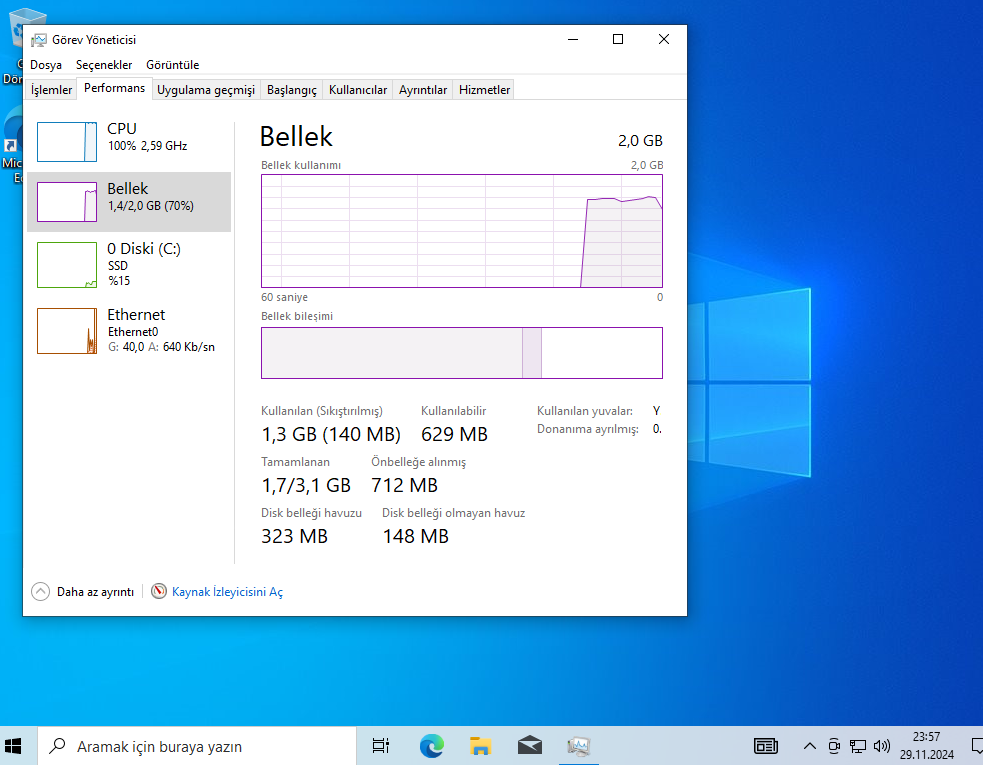 Görev Yöneticisi
Dosya Seçenekler Görüntüle
İşlemler Performans Uygulama geçmişi Başlangıç Kullanıcılar Ayrıntılar Hizmetler
CPU
100% 2,59 GHz
Bellek
1,4/2,0 GB (70%)
0 Diski (C:)
SSD
%15
Ethernet
Ethernet0
G: 40,0 A: 640 Kb/sn
Bellek 2,0 GB
Bellek kullanımı 2,0 GB
60 saniye 0
Bellek bileşimi
Kullanılan (Sıkıştırılmış) Kullanılabilir
1,3 GB (140 MB) 629 MB
Kullanılan yuvalar: Y
Donanıma ayrılmış: 0.
Tamamlanan Önbelleğe alınmış
1,7/3,1 GB 712 MB
Disk belleği havuzu Disk belleği olmayan havuz
323 MB 148 MB
Daha az ayrıntı Kaynak İzleyicisini Aç
Aramak için buraya yazın
23:57
29.11.2024